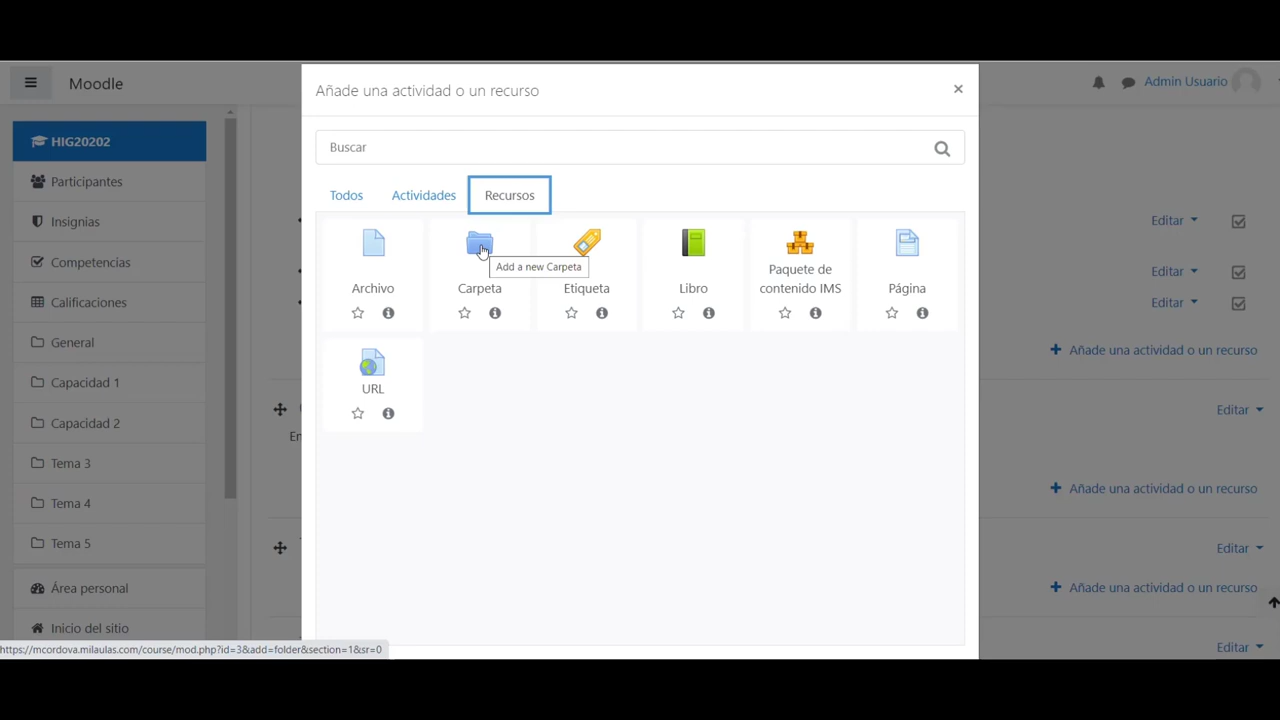 Moodle
Admin Usuario
HIG20202
Participantes
Insignias
Competencias
Calificaciones
General
Capacidad 1
Capacidad 2
Tema 3
Tema 4
Tema 5
Área personal
Inicio del sitio
https://mcordova.milaulas.com/course/mod.php?id=3&add=folder&section=1&sr=0
Añade una actividad o un recurso
×
Buscar
Todos Actividades Recursos
Add a new Carpeta
Archivo
Carpeta
Etiqueta
Libro
Paquete de
contenido IMS
Página
URL
Editar
Editar
Editar
Añade una actividad o un recurso
Editar
En
Añade una actividad o un recurso
Editar
Añade una actividad o un recurso
Editar